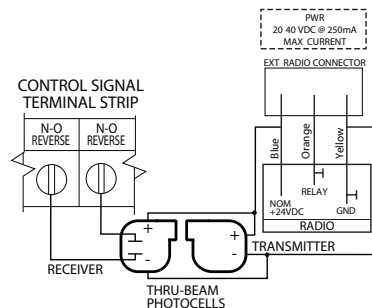 PWR
20 40 VDC @ 250mA
MAX CURRENT
EXT RADIO CONNECTOR
CONTROL SIGNAL
TERMINAL STRIP
N-O
REVERSE
N-O
REVERSE
Blue
Orange
Yellow
RELAY
NOM
+24VDC
GND
RADIO
+
-
+
-
TRANSMITTER
RECEIVER
THRU-BEAM
PHOTOCELLS